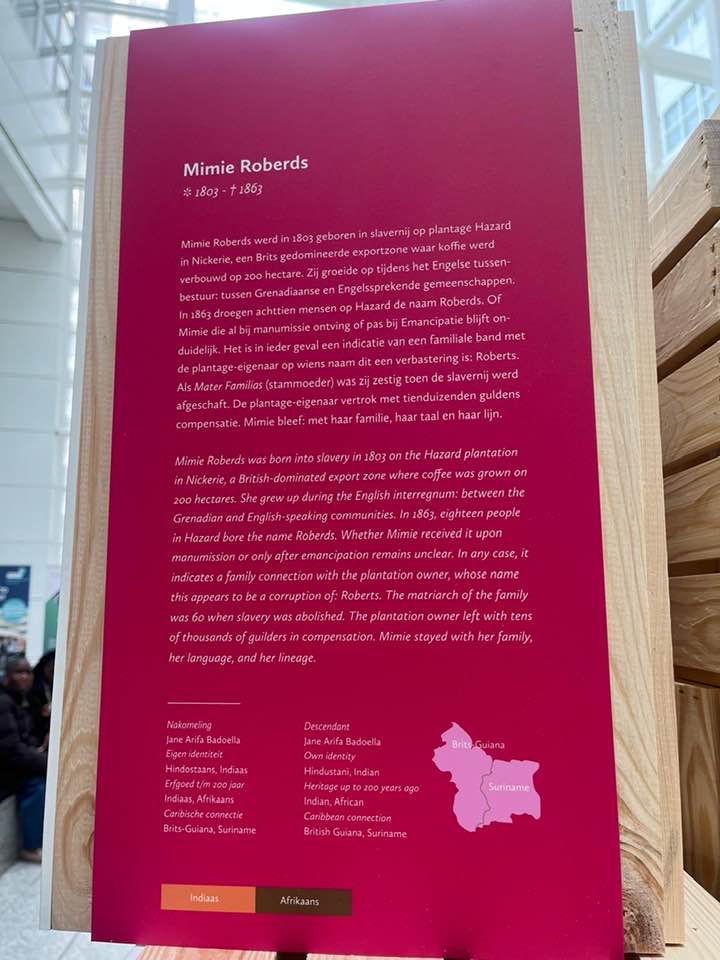 Mimie Roberds
✲ 1803 - † 1863
Mimie Roberds werd in 1803 geboren in slavernij op plantage Hazard
in Nickerie, een Brits gedomineerde exportzone waar koffie werd
verbouwd op 200 hectare. Zij groeide op tijdens het Engelse tussen-
bestuur: tussen Grenadiaanse en Engelssprekende gemeenschappen.
In 1863 droegen achttien mensen op Hazard de naam Roberds. Of
Mimie die al bij manumissie ontving of pas bij Emancipatie blijft on-
duidelijk. Het is in ieder geval een indicatie van een familiale band met
de plantage-eigenaar op wiens naam dit een verbastering is: Roberts.
Als Mater Familias (stammoeder) was zij zestig toen de slavernij werd
afgeschaft. De plantage-eigenaar vertrok met tienduizenden guldens
compensatie. Mimie bleef: met haar familie, haar taal en haar lijn.
Mimie Roberds was born into slavery in 1803 on the Hazard plantation
in Nickerie, a British-dominated export zone where coffee was grown on
200 hectares. She grew up during the English interregnum: between the
Grenadian and English-speaking communities. In 1863, eighteen people
in Hazard bore the name Roberds. Whether Mimie received it upon
manumission or only after emancipation remains unclear. In any case, it
indicates a family connection with the plantation owner, whose name
this appears to be a corruption of: Roberts. The matriarch of the family
was 60 when slavery was abolished. The plantation owner left with tens
of thousands of guilders in compensation. Mimie stayed with her family,
her language, and her lineage.
Nakomeling
Jane Arifa Badoella
Eigen identiteit
Hindostaans, Indiaas
Erfgoed t/m 200 jaar
Indiaas, Afrikaans
Caribische connectie
Brits-Guiana, Suriname
Descendant
Jane Arifa Badoella
Own identity
Hindustani, Indian
Heritage up to 200 years ago
Indian, African
Caribbean connection
British Guiana, Suriname
Brits-Guiana
Suriname
Indiaas
Afrikaans